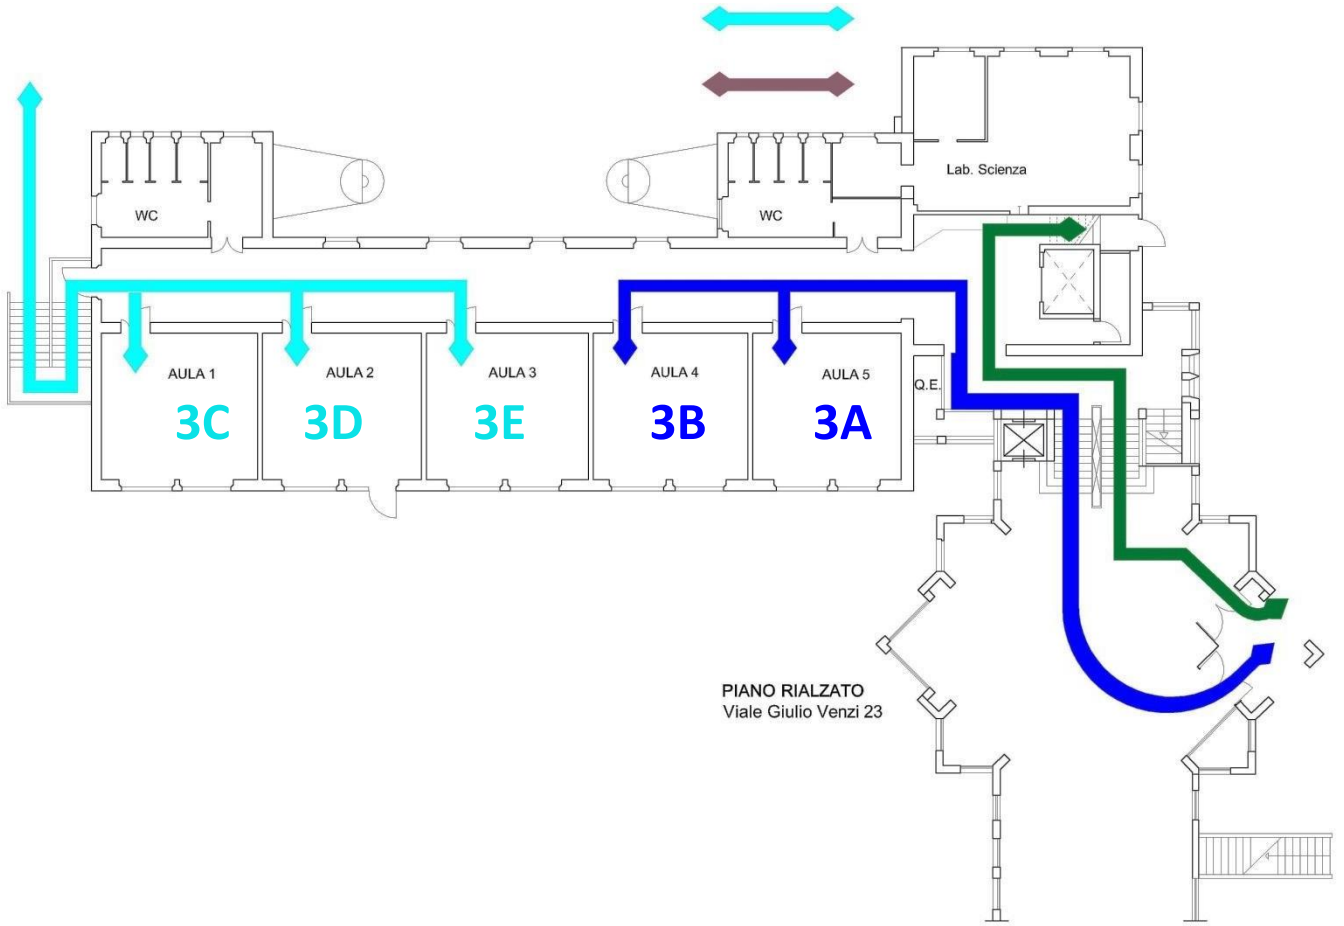 Lab. Scienza
WC
WC
AULA 1
AULA 2
AULA 3
AULA 4
AULA 5
Q.E.
3C
3D
3E
3B
3A
PIANO RIALZATO
Viale Giulio Venzi 23